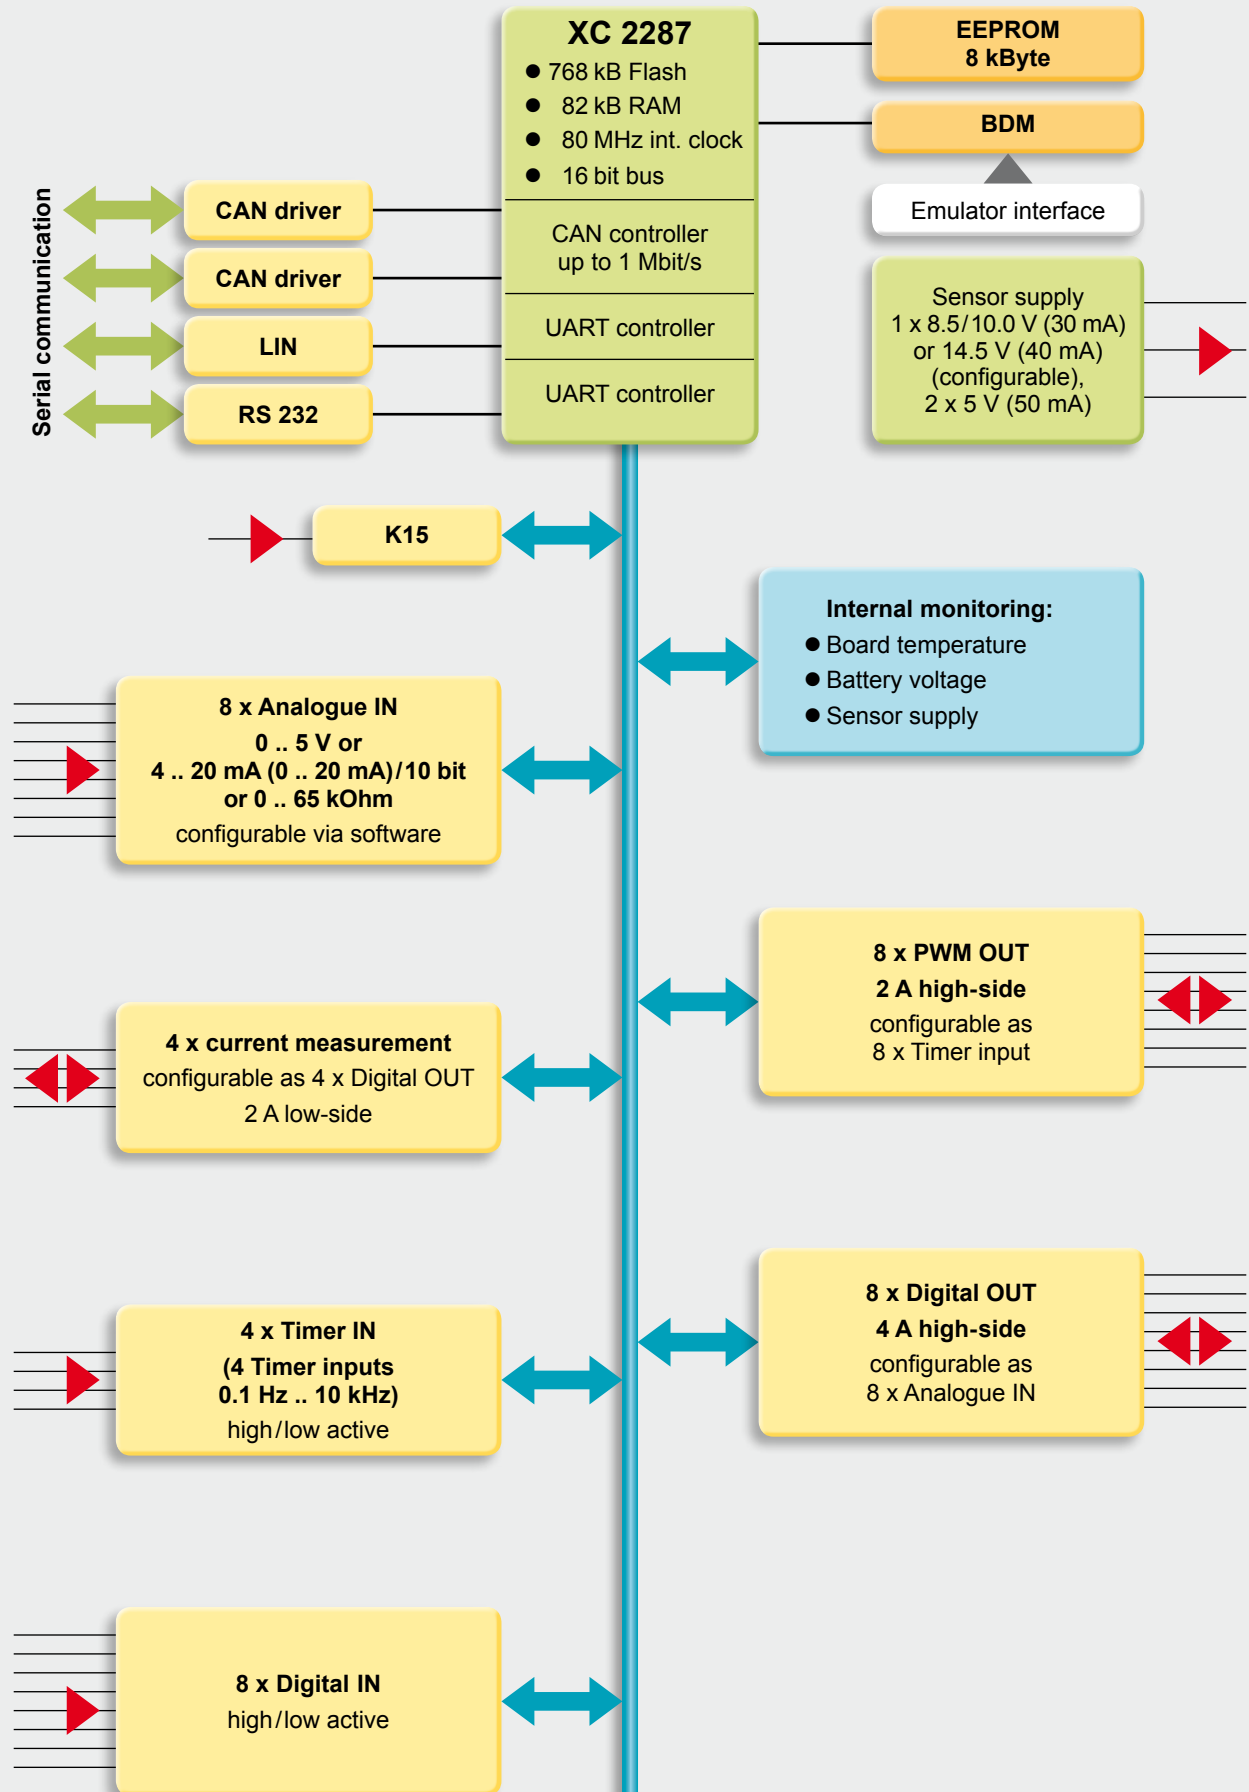 XC 2287
● 768 kB Flash
● 82 kB RAM
● 80 MHz int. clock
● 16 bit bus
CAN controller
up to 1 Mbit/s
UART controller
UART controller
EEPROM
8 kByte
BDM
Emulator interface
Sensor supply
1 x 8.5/10.0 V (30 mA)
or 14.5 V (40 mA)
(configurable),
2 x 5 V (50 mA)
Serial communication
CAN driver
CAN driver
LIN
RS 232
K15
Internal monitoring:
● Board temperature
● Battery voltage
● Sensor supply
8 x Analogue IN
0 .. 5 V or
4 .. 20 mA (0 .. 20 mA)/10 bit
or 0 .. 65 kOhm
configurable via software
8 x PWM OUT
2 A high-side
configurable as
8 x Timer input
4 x current measurement
configurable as 4 x Digital OUT
2 A low-side
8 x Digital OUT
4 A high-side
configurable as
8 x Analogue IN
4 x Timer IN
(4 Timer inputs
0.1 Hz .. 10 kHz)
high/low active
8 x Digital IN
high/low active